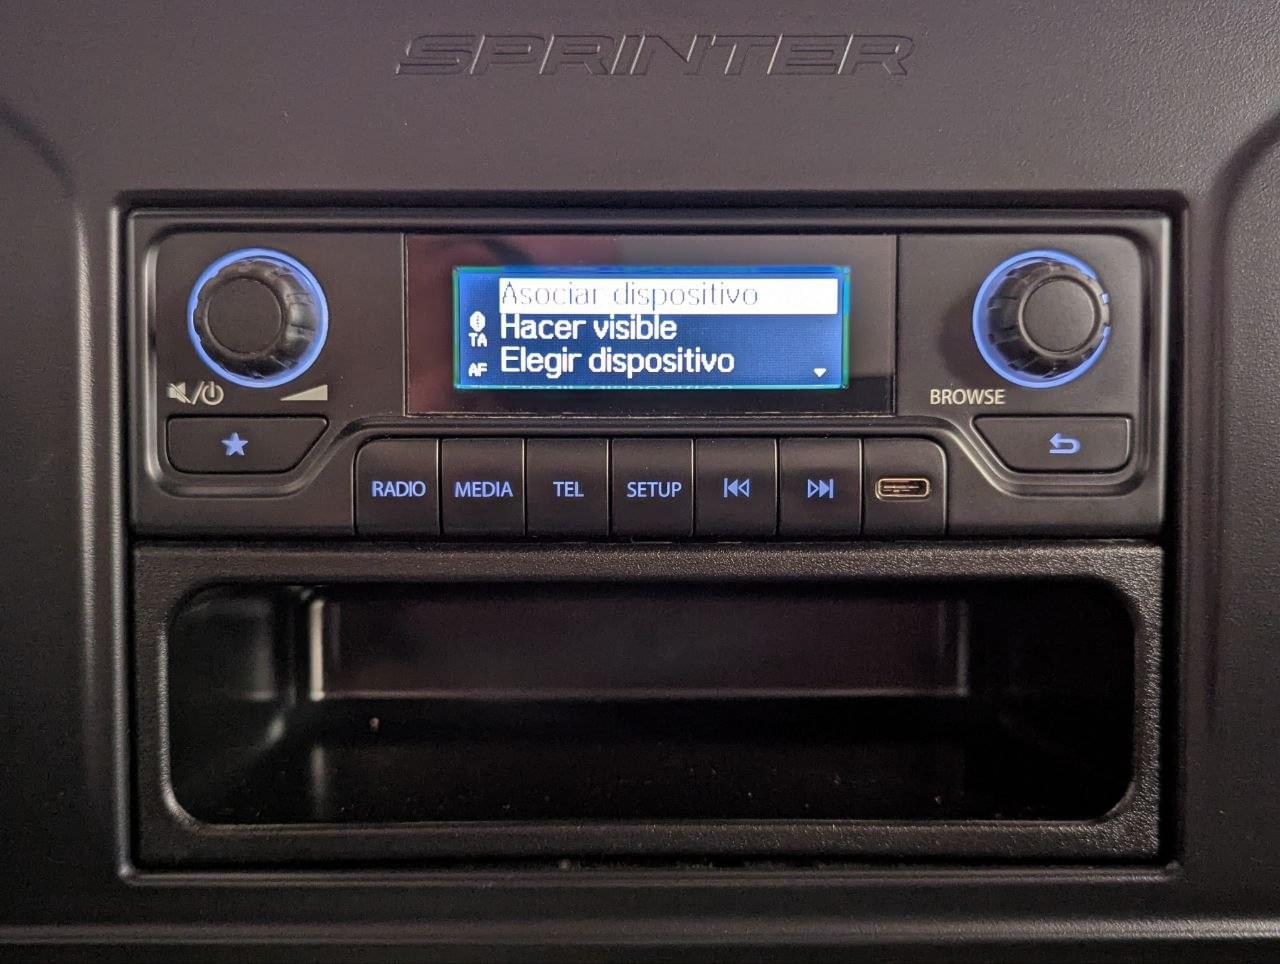 SPRINTER
Asociar dispositivo
Hacer visible
TA
Elegir dispositivo
AF
BROWSE
RADIO
MEDIA
TEL
SETUP